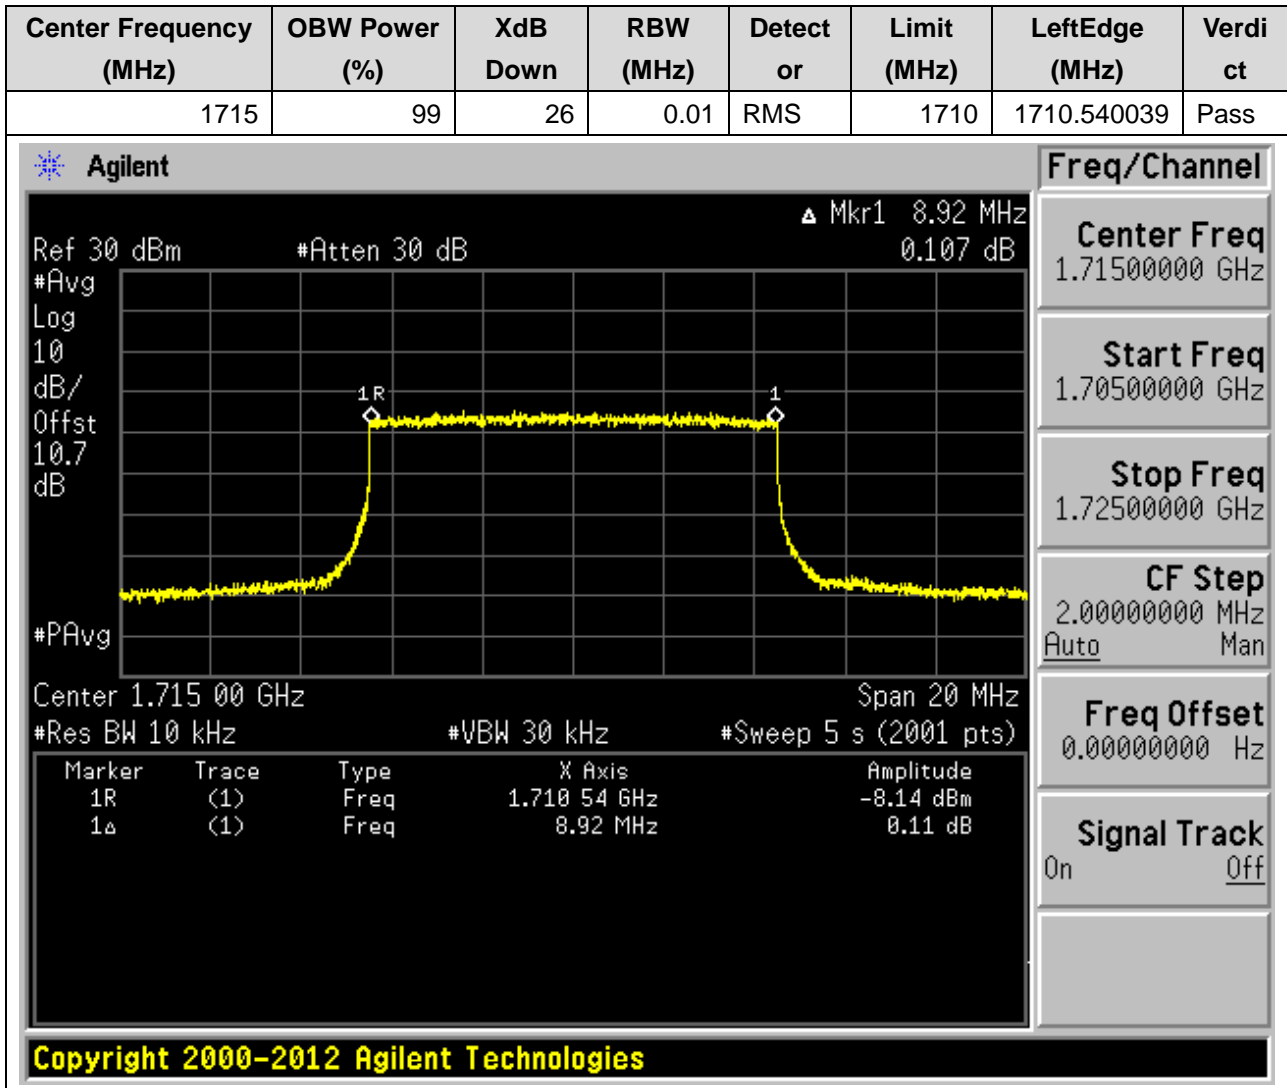 Center Frequency (MHz) OBW Power (%) XdB Down RBW (MHz) Detect or Limit (MHz) LeftEdge (MHz) Verdi ct
1715 99 26 0.01 RMS 1710 1710.540039 Pass
Agilent
Freq/Channel
Δ Mkr1 8.92 MHz
Ref 30 dBm #Atten 30 dB 0.107 dB
#Avg
Log
10
dB/
Offst
10.7
dB
1R 1
#PAvg
Center 1.715 00 GHz Span 20 MHz
#Res BW 10 kHz #VBW 30 kHz #Sweep 5 s (2001 pts)
Marker Trace Type X Axis Amplitude
1R (1) Freq 1.710 54 GHz -8.14 dBm
1Δ (1) Freq 8.92 MHz 0.11 dB
Center Freq
1.71500000 GHz
Start Freq
1.70500000 GHz
Stop Freq
1.72500000 GHz
CF Step
2.00000000 MHz
Auto Man
Freq Offset
0.00000000 Hz
Signal Track
On Off
Copyright 2000-2012 Agilent Technologies